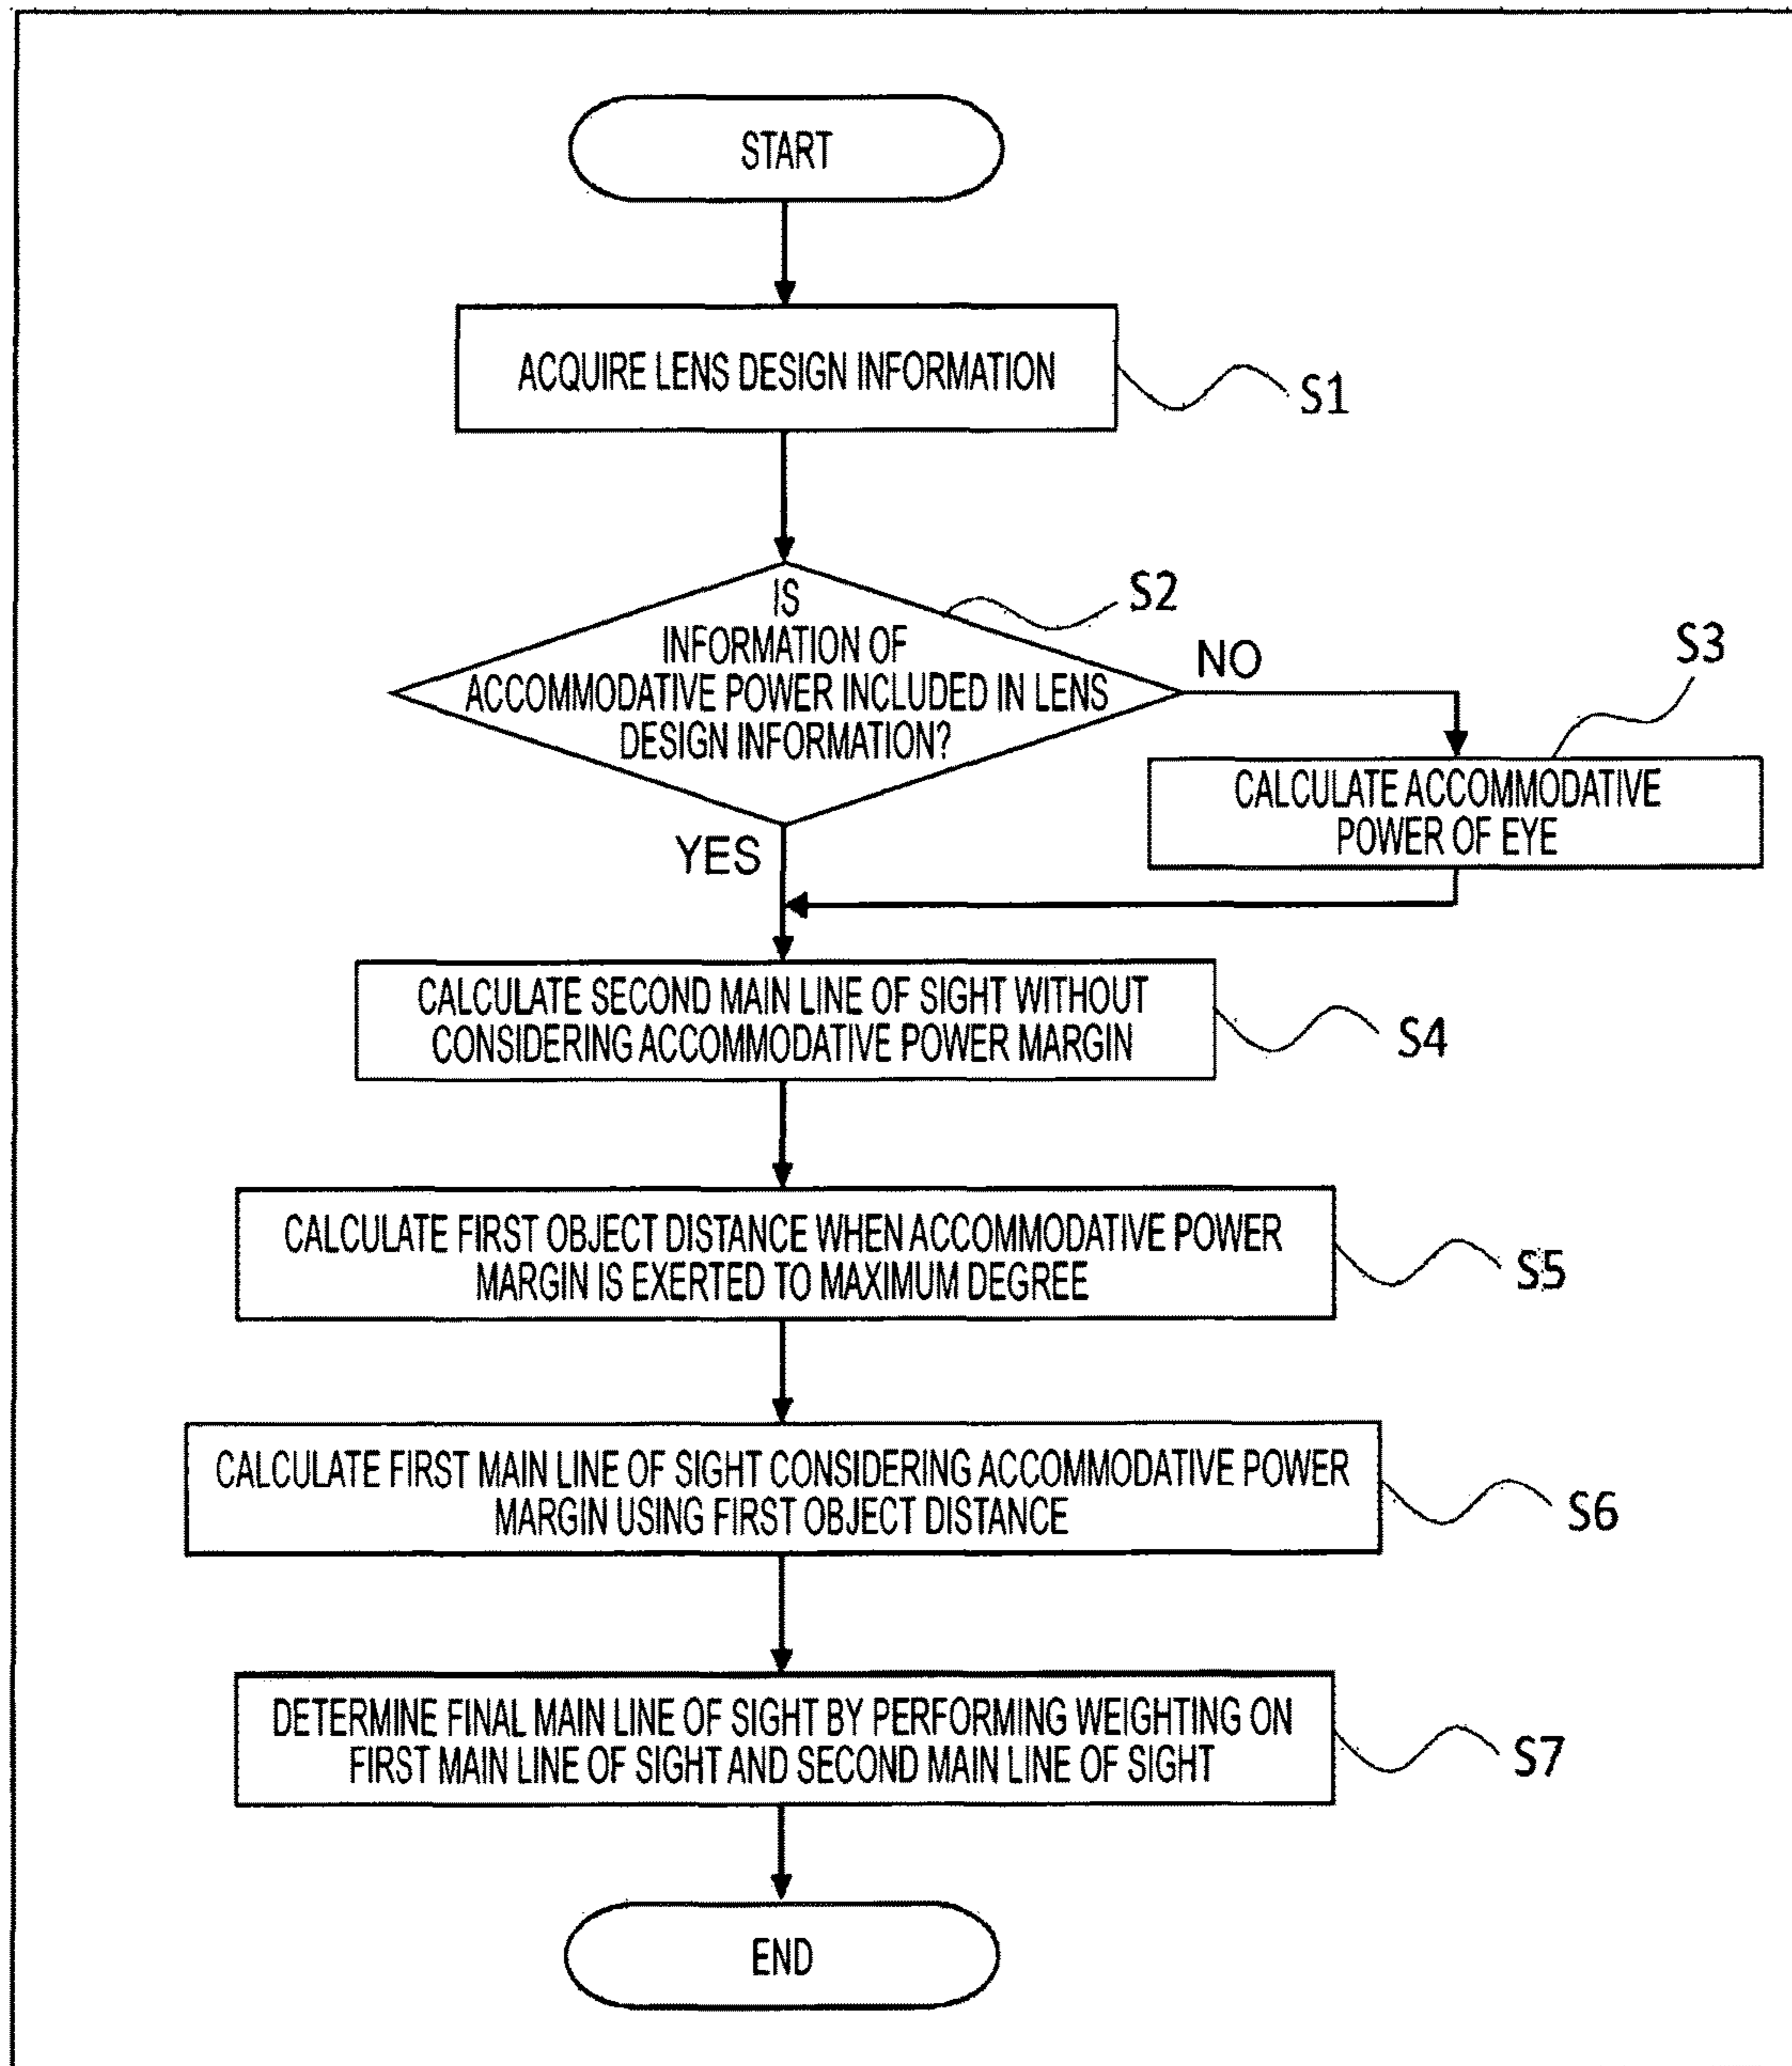 START
ACQUIRE LENS DESIGN INFORMATION
S1
IS
INFORMATION OF
ACCOMMODATIVE POWER INCLUDED IN LENS
DESIGN INFORMATION?
S2
NO
S3
CALCULATE ACCOMMODATIVE
POWER OF EYE
YES
CALCULATE SECOND MAIN LINE OF SIGHT WITHOUT
CONSIDERING ACCOMMODATIVE POWER MARGIN
S4
CALCULATE FIRST OBJECT DISTANCE WHEN ACCOMMODATIVE POWER
MARGIN IS EXERTED TO MAXIMUM DEGREE
S5
CALCULATE FIRST MAIN LINE OF SIGHT CONSIDERING ACCOMMODATIVE POWER
MARGIN USING FIRST OBJECT DISTANCE
S6
DETERMINE FINAL MAIN LINE OF SIGHT BY PERFORMING WEIGHTING ON
FIRST MAIN LINE OF SIGHT AND SECOND MAIN LINE OF SIGHT
S7
END